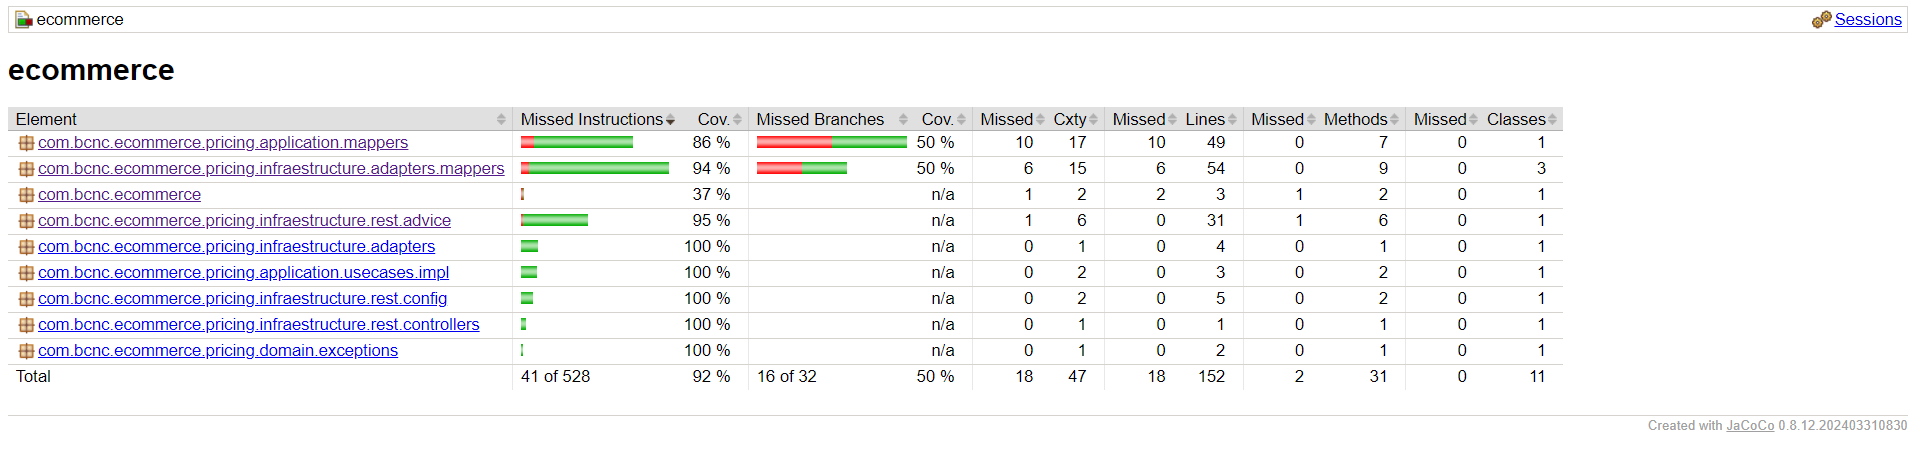 ecommerce Sessions
ecommerce
Element Missed Instructions Cov. Missed Branches Cov. Missed Cxty Missed Lines Missed Methods Missed Classes
com.bcnc.ecommerce.pricing.application.mappers 86 % 50 % 10 17 10 49 0 7 0 1
com.bcnc.ecommerce.pricing.infraestructure.adapters.mappers 94 % 50 % 6 15 6 54 0 9 0 3
com.bcnc.ecommerce 37 % n/a 1 2 2 3 1 2 0 1
com.bcnc.ecommerce.pricing.infraestructure.rest.advice 95 % n/a 1 6 0 31 1 6 0 1
com.bcnc.ecommerce.pricing.infraestructure.adapters 100 % n/a 0 1 0 4 0 1 0 1
com.bcnc.ecommerce.pricing.application.usecases.impl 100 % n/a 0 2 0 3 0 2 0 1
com.bcnc.ecommerce.pricing.infraestructure.rest.config 100 % n/a 0 2 0 5 0 2 0 1
com.bcnc.ecommerce.pricing.infraestructure.rest.controllers 100 % n/a 0 1 0 1 0 1 0 1
com.bcnc.ecommerce.pricing.domain.exceptions 100 % n/a 0 1 0 2 0 1 0 1
Total 41 of 528 92 % 16 of 32 50 % 18 47 18 152 2 31 0 11
Created with JaCoCo 0.8.12.202403310830